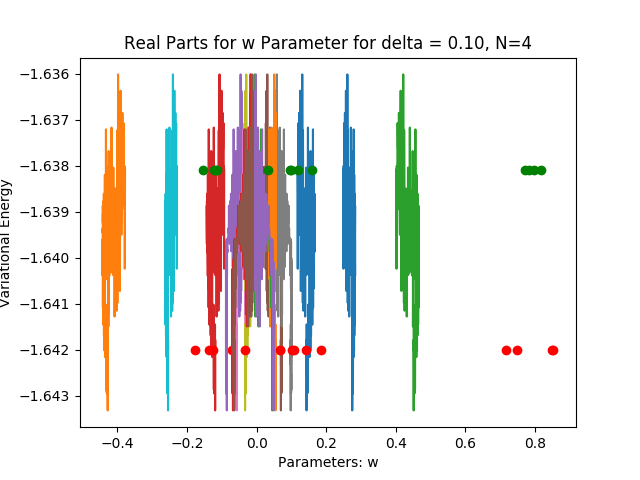 Real Parts for w Parameter for delta = 0.10, N=4
−1.636
−1.637
−1.638
−1.639
−1.640
−1.641
−1.642
−1.643
Variational Energy
−0.4 −0.2 0.0 0.2 0.4 0.6 0.8
Parameters: w